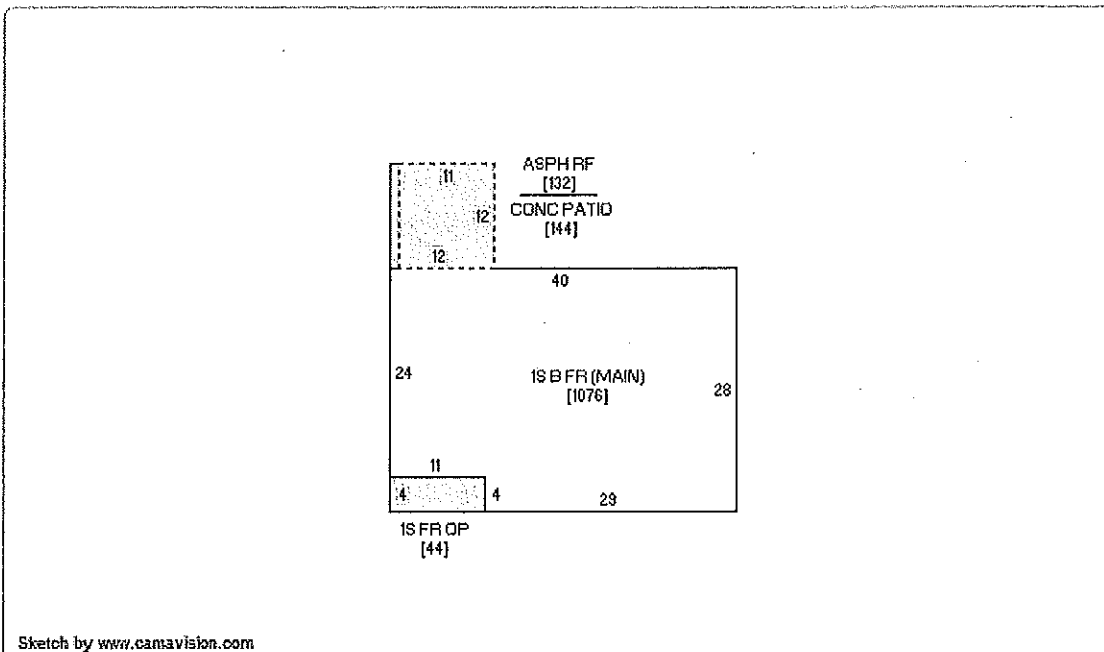 ASPH RF
11
[132]
CONC PATIO
12
[144]
12
40
24
1S B FR (MAIN)
28
[1076]
11
4
4
29
1S FR OP
[44]
Sketch by www.camavision.com